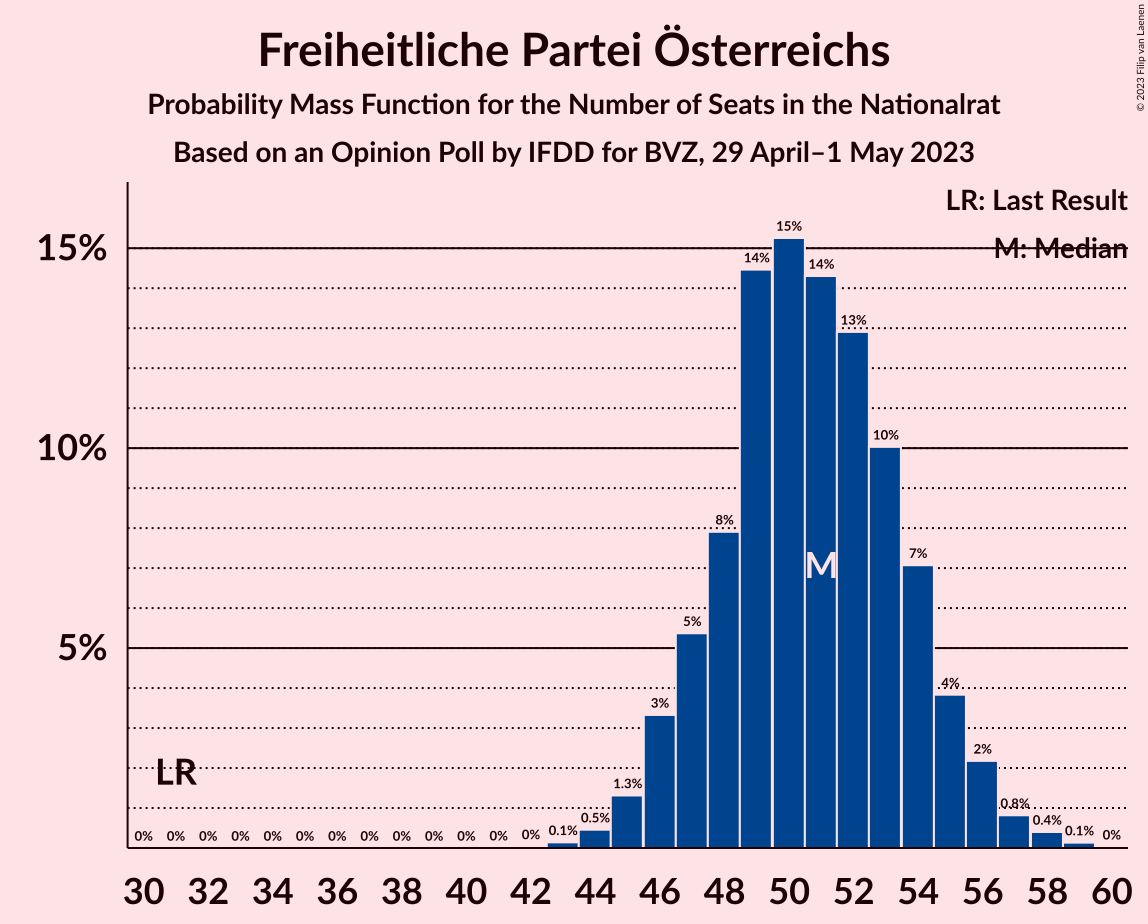 Freiheitliche Partei Österreichs
Probability Mass Function for the Number of Seats in the Nationalrat
Based on an Opinion Poll by IFDD for BVZ, 29 April–1 May 2023
© 2023 Filip van Laenen
LR: Last Result
M: Median
15%
10%
5%
LR
M
0% 0% 0% 0% 0% 0% 0% 0% 0% 0% 0% 0% 0% 0.1% 0.5% 1.3% 3% 5% 8% 14% 15% 14% 13% 10% 7% 4% 2% 0.8% 0.4% 0.1% 0%
30 32 34 36 38 40 42 44 46 48 50 52 54 56 58 60